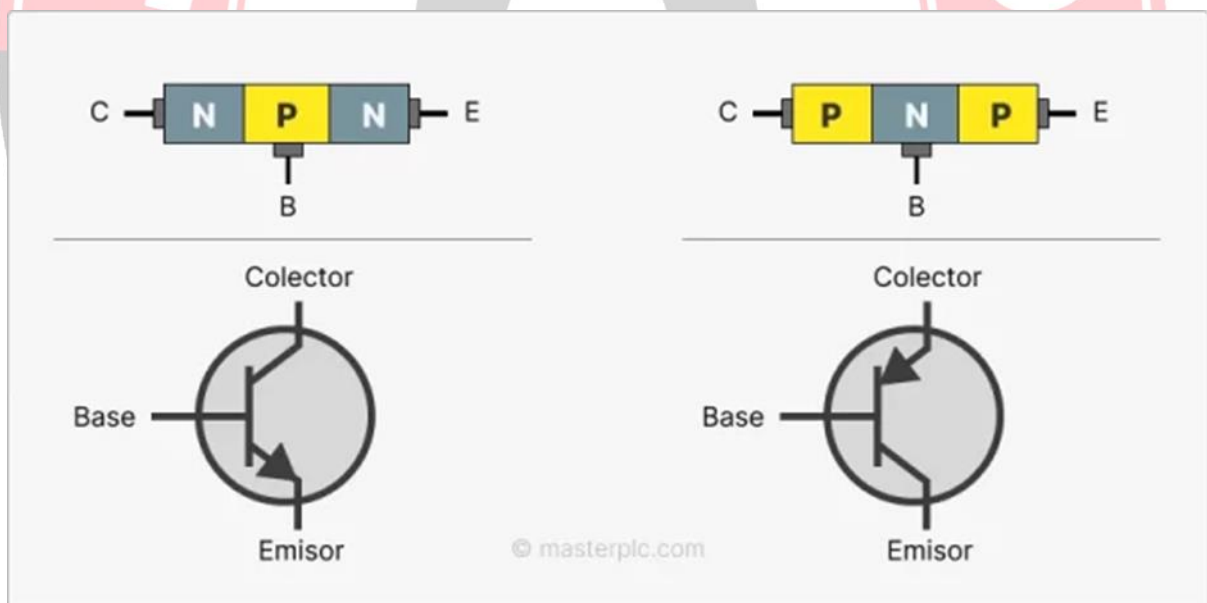 C N P N E
B
C P N P E
B
Colector
Base
Emisor
Colector
Base
Emisor
© masterplc.com